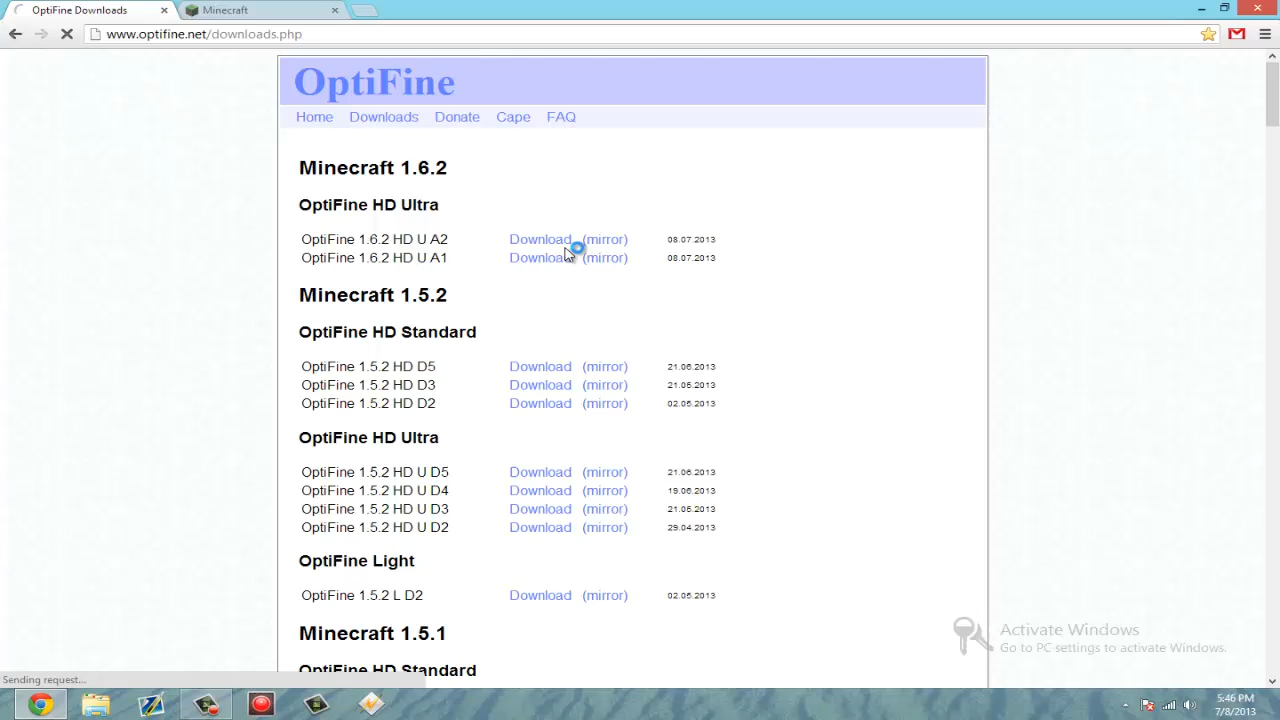 OptiFine Downloads
Minecraft
www.optifine.net/downloads.php
OptiFine
Home Downloads Donate Cape FAQ
Minecraft 1.6.2
OptiFine HD Ultra
OptiFine 1.6.2 HD U A2 Download (mirror) 08.07.2013
OptiFine 1.6.2 HD U A1 Download (mirror) 08.07.2013
Minecraft 1.5.2
OptiFine HD Standard
OptiFine 1.5.2 HD D5 Download (mirror) 21.06.2013
OptiFine 1.5.2 HD D3 Download (mirror) 21.05.2013
OptiFine 1.5.2 HD D2 Download (mirror) 02.05.2013
OptiFine HD Ultra
OptiFine 1.5.2 HD U D5 Download (mirror) 21.06.2013
OptiFine 1.5.2 HD U D4 Download (mirror) 19.06.2013
OptiFine 1.5.2 HD U D3 Download (mirror) 21.05.2013
OptiFine 1.5.2 HD U D2 Download (mirror) 29.04.2013
OptiFine Light
OptiFine 1.5.2 L D2 Download (mirror) 02.05.2013
Minecraft 1.5.1
OptiFine HD Standard
Activate Windows
Go to PC settings to activate Windows.
Sending request...
5:46 PM
7/8/2013